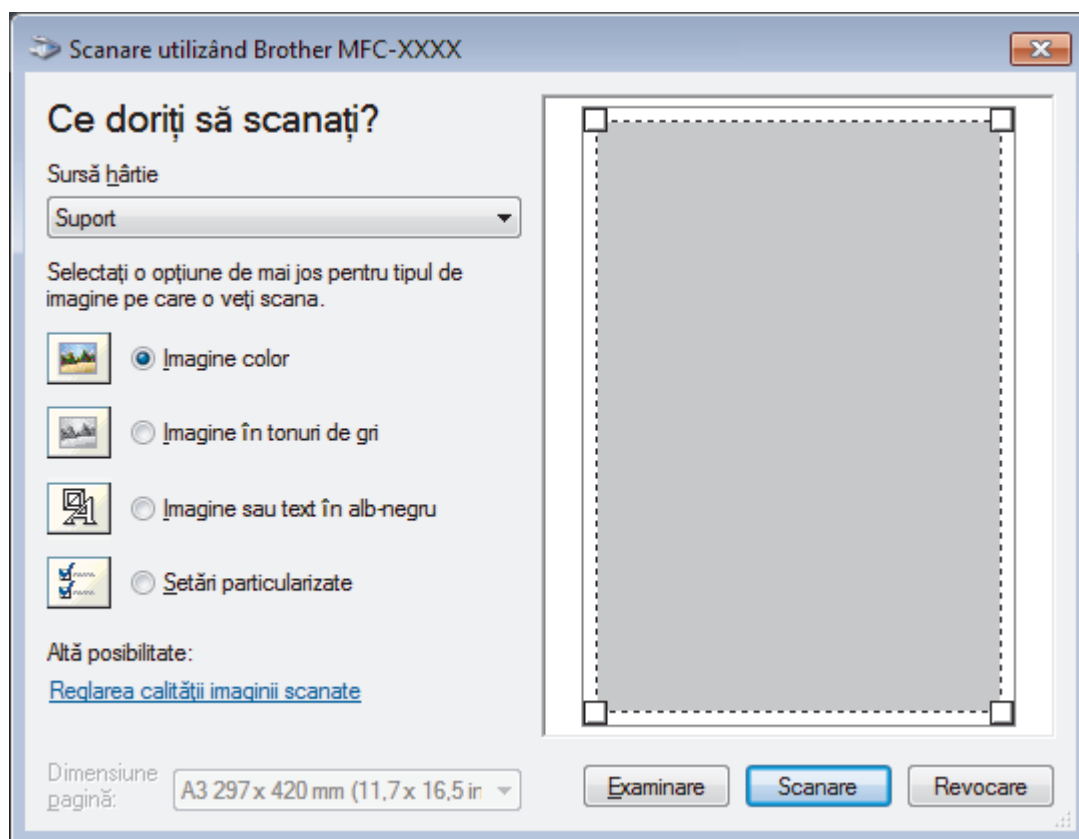 Scanare utilizând Brother MFC-XXXX
Ce doriți să scanați?
Sursă hârtie
Suport
Selectați o opțiune de mai jos pentru tipul de
imagine pe care o veți scana.
Imagine color
Imagine în tonuri de gri
Imagine sau text în alb-negru
Setări particularizate
Altă posibilitate:
Reglarea calității imaginii scanate
Dimensiune
pagină:
A3 297 x 420 mm (11,7 x 16,5 in
Examinare
Scanare
Revocare